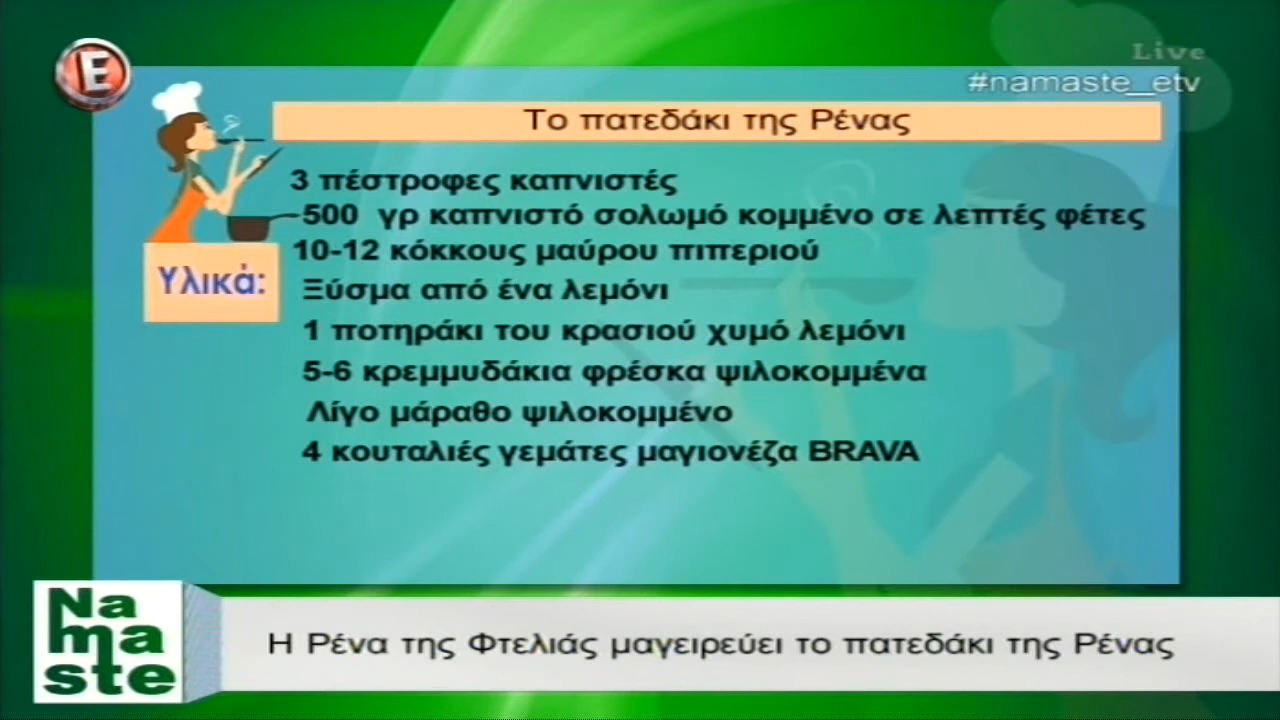 E
Live
#namaste_etv
Το πατεδάκι της Ρένας
3 πέστροφες καπνιστές
500 γρ καπνιστό σολωμό κομμένο σε λεπτές φέτες
10-12 κόκκους μαύρου πιπεριού
Υλικά:
Ξύσμα από ένα λεμόνι
1 ποτηράκι του κρασιού χυμό λεμόνι
5-6 κρεμμυδάκια φρέσκα ψιλοκομμένα
Λίγο μάραθο ψιλοκομμένο
4 κουταλιές γεμάτες μαγιονέζα BRAVA
Na
ma
ste
Η Ρένα της Φτελιάς μαγειρεύει το πατεδάκι της Ρένας